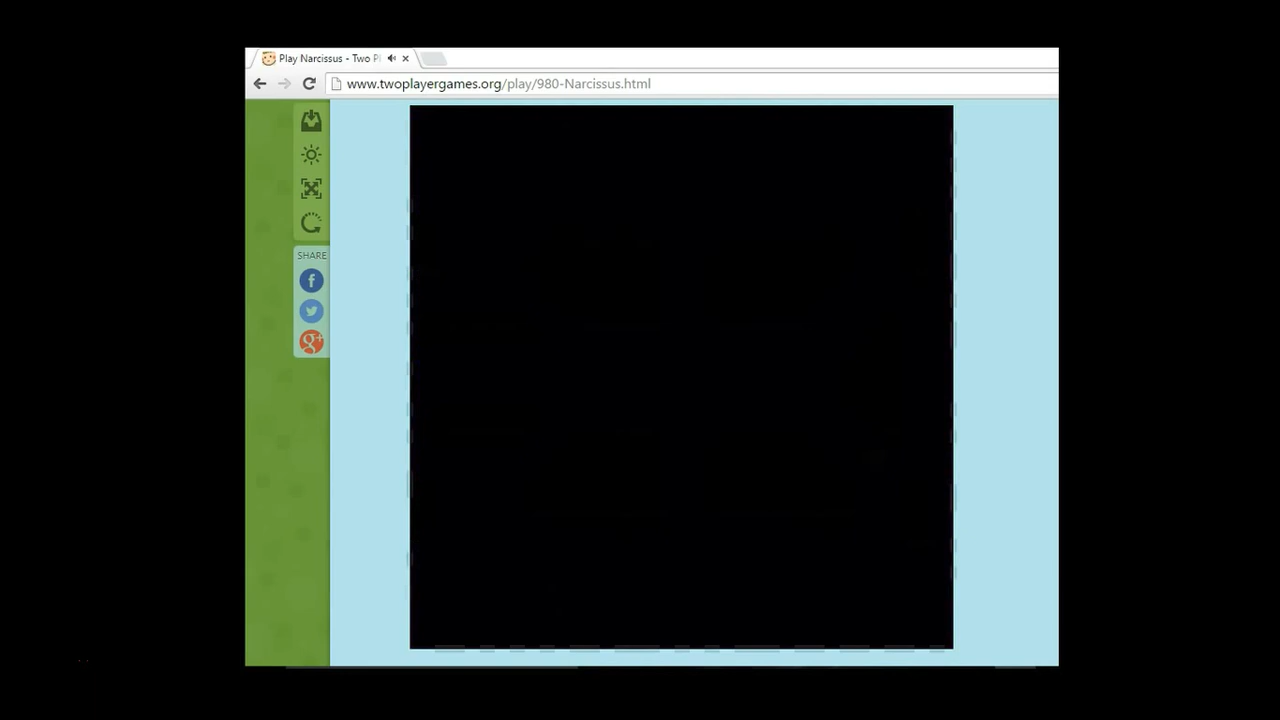 Play Narcissus - Two Pl
www.twoplayergames.org/play/980-Narcissus.html
SHARE
f
g+